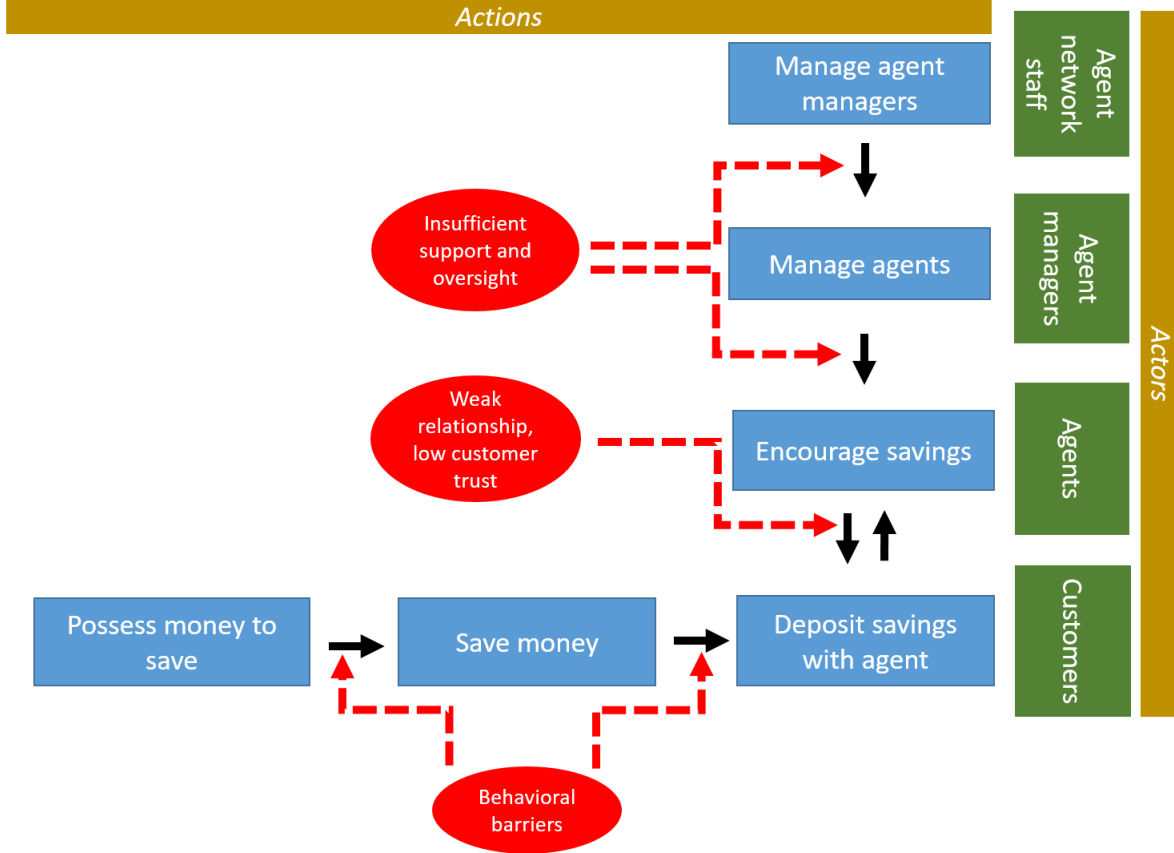 Actions
Manage agent
managers
Agent
network
staff
Insufficient
support and
oversight
Manage agents
Agent
managers
Actors
Weak
relationship,
low customer
trust
Encourage savings
Agents
Possess money to
save
Save money
Deposit savings
with agent
Customers
Behavioral
barriers